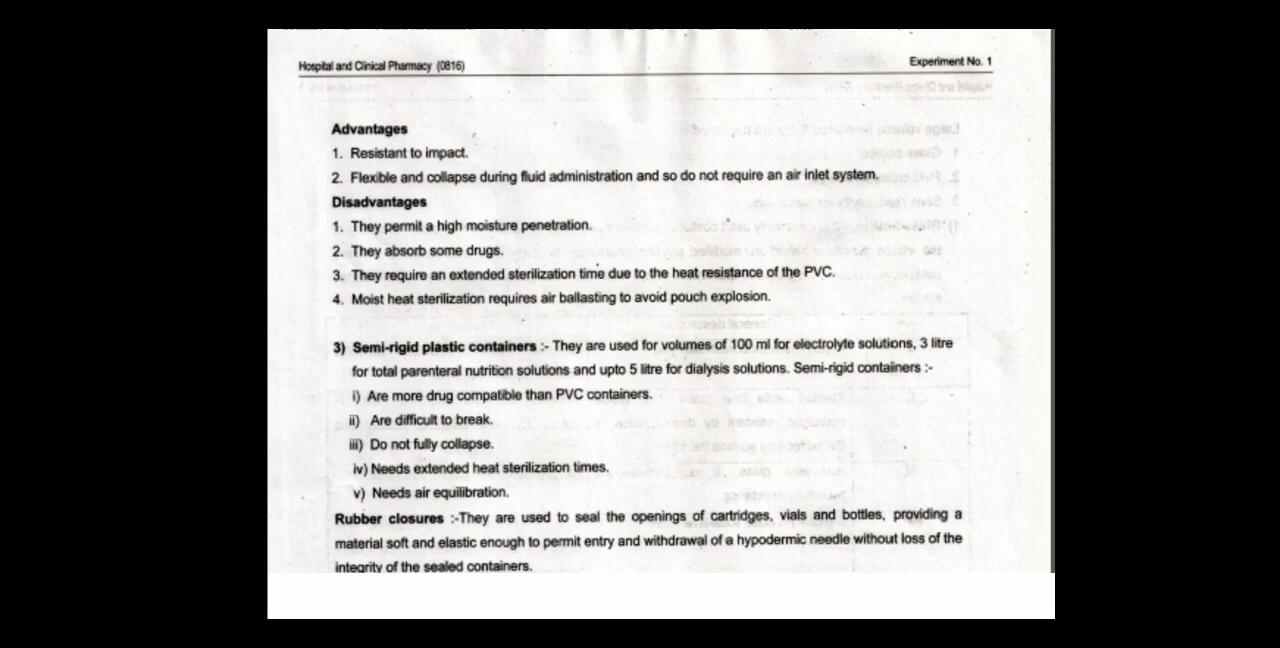 Hospital and Clinical Pharmacy (0816)
Experiment No. 1
Advantages
1. Resistant to impact.
2. Flexible and collapse during fluid administration and so do not require an air inlet system.
Disadvantages
1. They permit a high moisture penetration.
2. They absorb some drugs.
3. They require an extended sterilization time due to the heat resistance of the PVC.
4. Moist heat sterilization requires air ballasting to avoid pouch explosion.
3) Semi-rigid plastic containers :- They are used for volumes of 100 ml for electrolyte solutions, 3 litre
for total parenteral nutrition solutions and upto 5 litre for dialysis solutions. Semi-rigid containers :-
i) Are more drug compatible than PVC containers.
ii) Are difficult to break.
iii) Do not fully collapse.
iv) Needs extended heat sterilization times.
v) Needs air equilibration.
Rubber closures :-They are used to seal the openings of cartridges, vials and bottles, providing a
material soft and elastic enough to permit entry and withdrawal of a hypodermic needle without loss of the
integrity of the sealed containers.